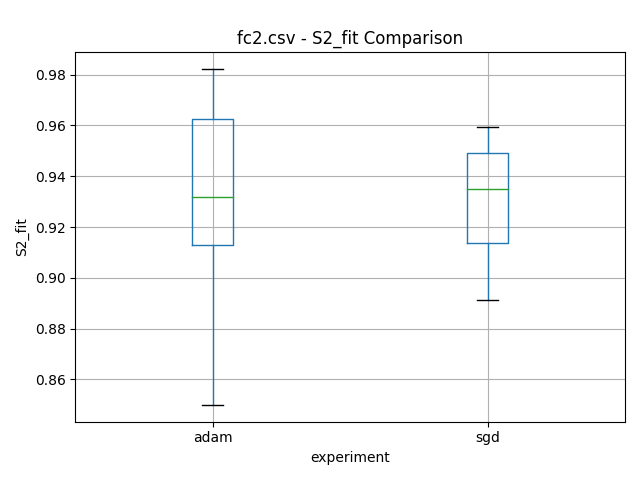 fc2.csv - S2_fit Comparison
0.98
0.96
0.94
0.92
0.90
0.88
0.86
S2_fit
adam
sgd
experiment